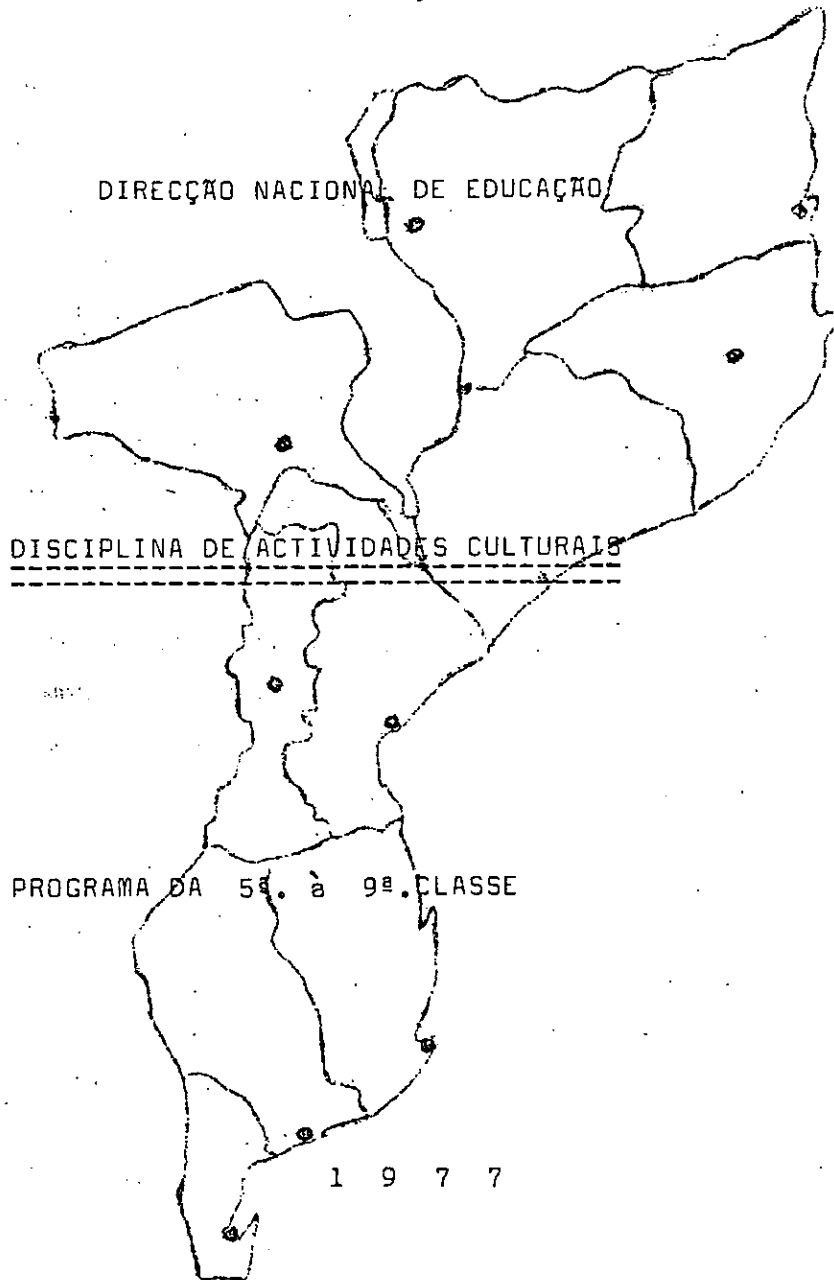 DIRECÇÃO NACIONAL DE EDUCAÇÃO
DISCIPLINA DE ACTIVIDADES CULTURAIS
PROGRAMA DA 5ª. à 9ª. CLASSE
1 9 7 7